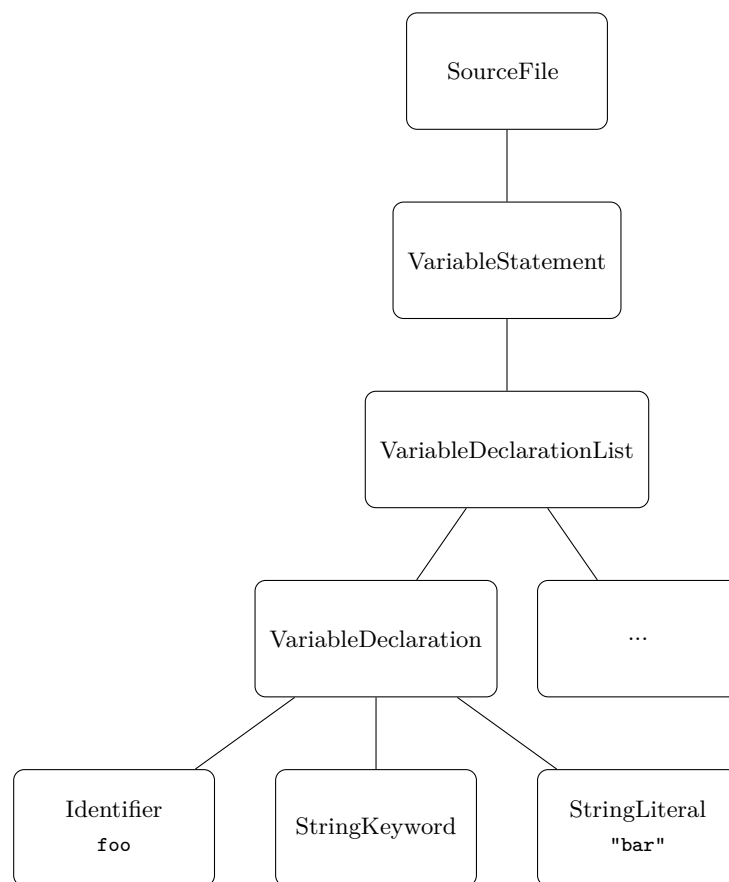 SourceFile
VariableStatement
VariableDeclarationList
VariableDeclaration
...
Identifier
foo
StringKeyword
StringLiteral
"bar"